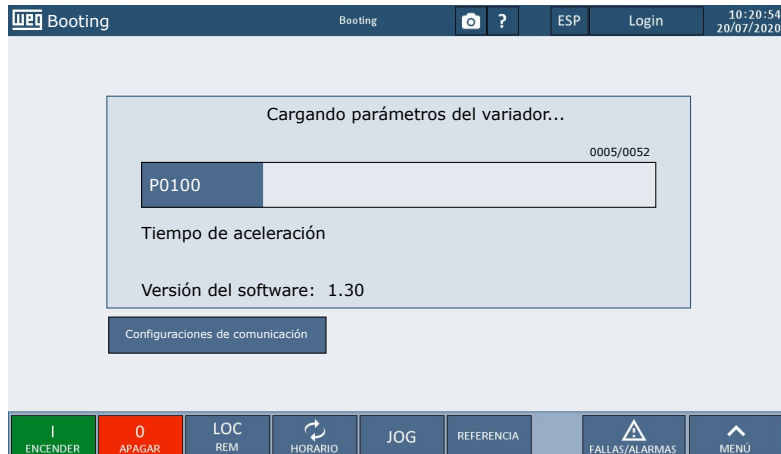 WEG Booting
Booting
?
ESP
Login
10:20:54
20/07/2020
Cargando parámetros del variador...
0005/0052
P0100
Tiempo de aceleración
Versión del software: 1.30
Configuraciones de comunicación
I
ENCENDER
0
APAGAR
LOC
REM
HORARIO
JOG
REFERENCIA
FALLAS/ALARMAS
MENÚ